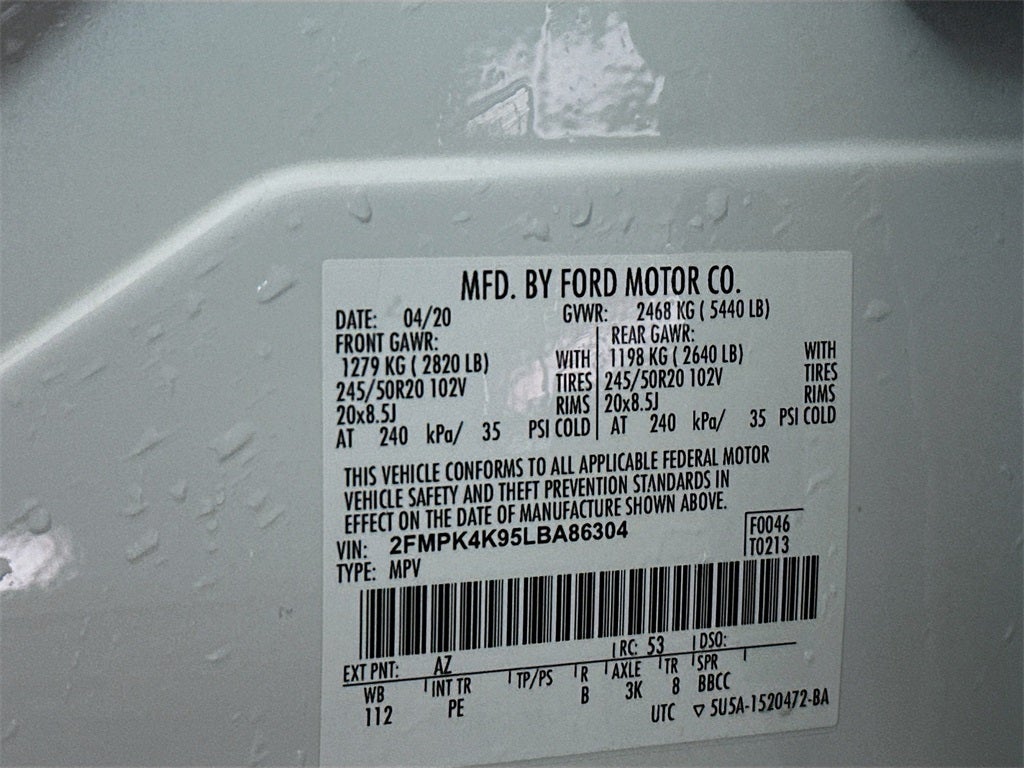 MFD. BY FORD MOTOR CO.
DATE: 04/20 GVWR: 2468 KG ( 5440 LB)
FRONT GAWR: REAR GAWR:
1279 KG ( 2820 LB) WITH 1198 KG ( 2640 LB) WITH
245/50R20 102V TIRES 245/50R20 102V TIRES
20x8.5J RIMS 20x8.5J RIMS
AT 240 kPa/ 35 PSI COLD AT 240 kPa/ 35 PSI COLD
THIS VEHICLE CONFORMS TO ALL APPLICABLE FEDERAL MOTOR
VEHICLE SAFETY AND THEFT PREVENTION STANDARDS IN
EFFECT ON THE DATE OF MANUFACTURE SHOWN ABOVE.
VIN: 2FMPK4K95LBA86304 F0046
TYPE: MPV T0213
EXT PNT: AZ RC: 53 DSO:
WB INT TR TP/PS R AXLE TR SPR
112 PE B 3K 8 BBCC
UTC ▽ 5U5A-1520472-BA